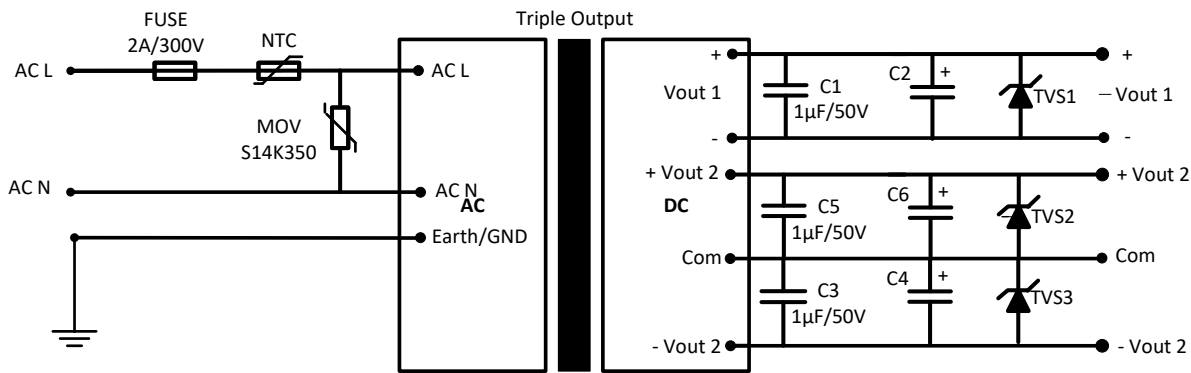 Triple Output
FUSE
2A/300V
NTC
AC L
AC L
MOV
S14K350
AC N
AC N
AC
Earth/GND
DC
+
Vout 1
-
C1
1µF/50V
C2
+
TVS1
+
Vout 1
-
+ Vout 2
C5
1µF/50V
C6
+
TVS2
+ Vout 2
Com
Com
C3
1µF/50V
C4
+
TVS3
- Vout 2
- Vout 2